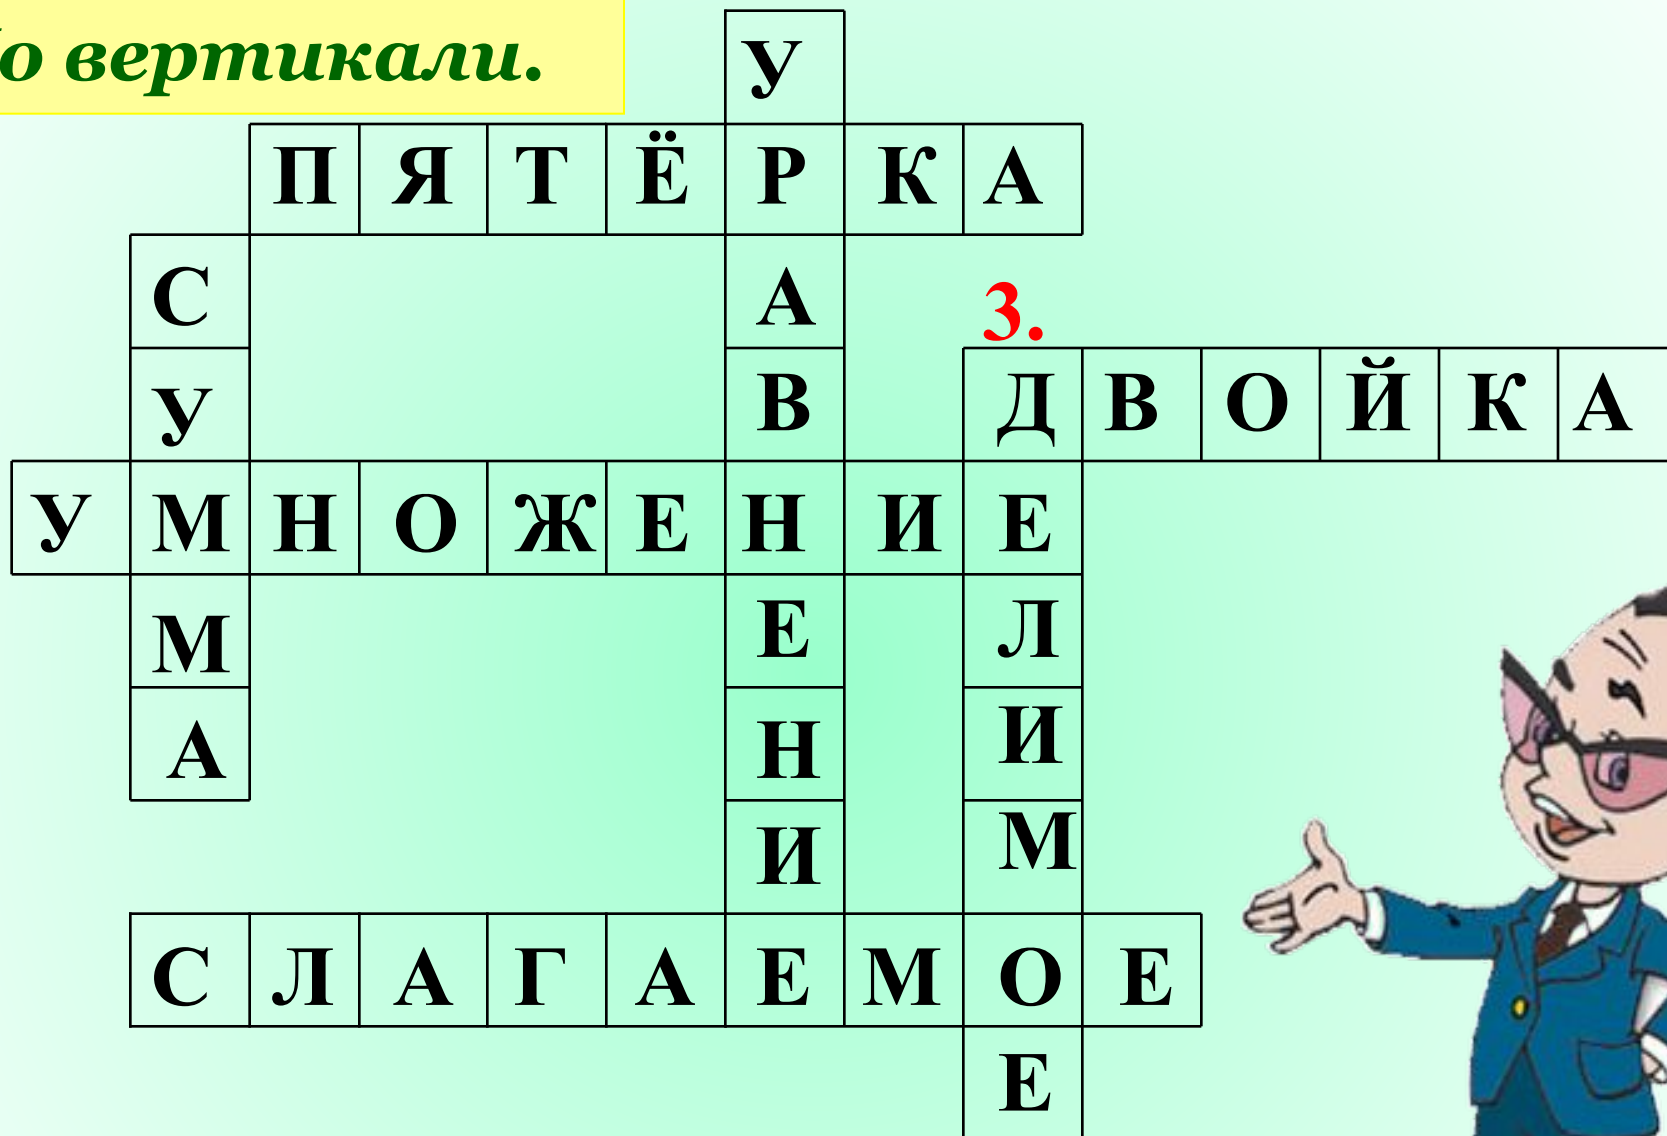 о вертикали.
У
ПЯТЁРКА
С А 3.
У В ДВОЙКА
УМНОЖЕНИЕ
М Е Л
А Н И
И М
СЛАГАЕМОЕ
Е